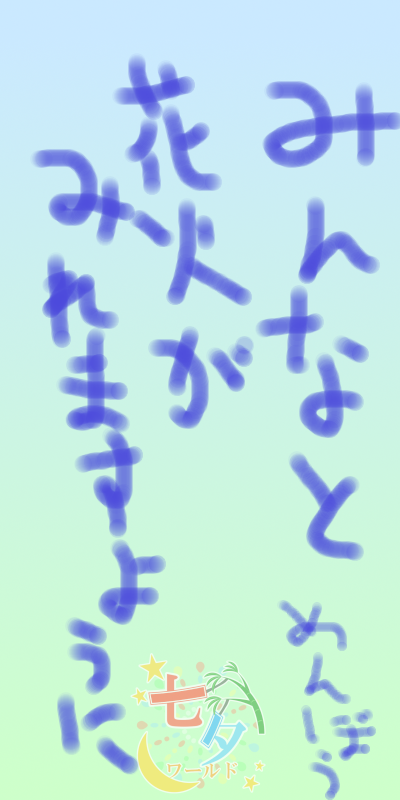 みんなと
花火が
みれますように
めんぼう
七夕
ワールド